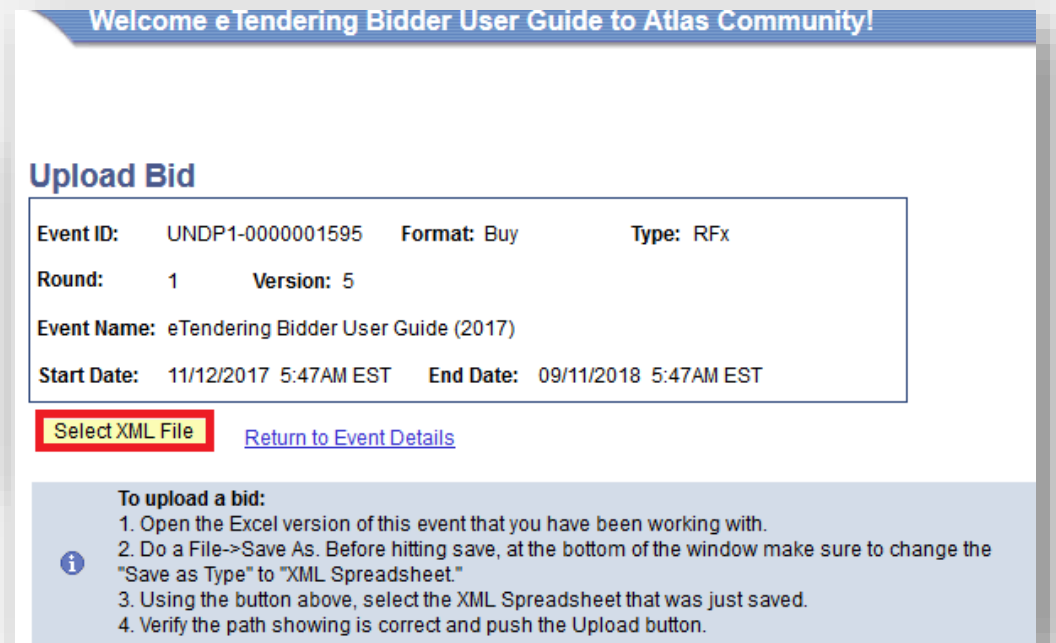 Welcome eTendering Bidder User Guide to Atlas Community!
Upload Bid
Event ID: UNDP1-0000001595 Format: Buy Type: RFx
Round: 1 Version: 5
Event Name: eTendering Bidder User Guide (2017)
Start Date: 11/12/2017 5:47AM EST End Date: 09/11/2018 5:47AM EST
Select XML File Return to Event Details
To upload a bid:
1. Open the Excel version of this event that you have been working with.
2. Do a File->Save As. Before hitting save, at the bottom of the window make sure to change the
"Save as Type" to "XML Spreadsheet."
3. Using the button above, select the XML Spreadsheet that was just saved.
4. Verify the path showing is correct and push the Upload button.